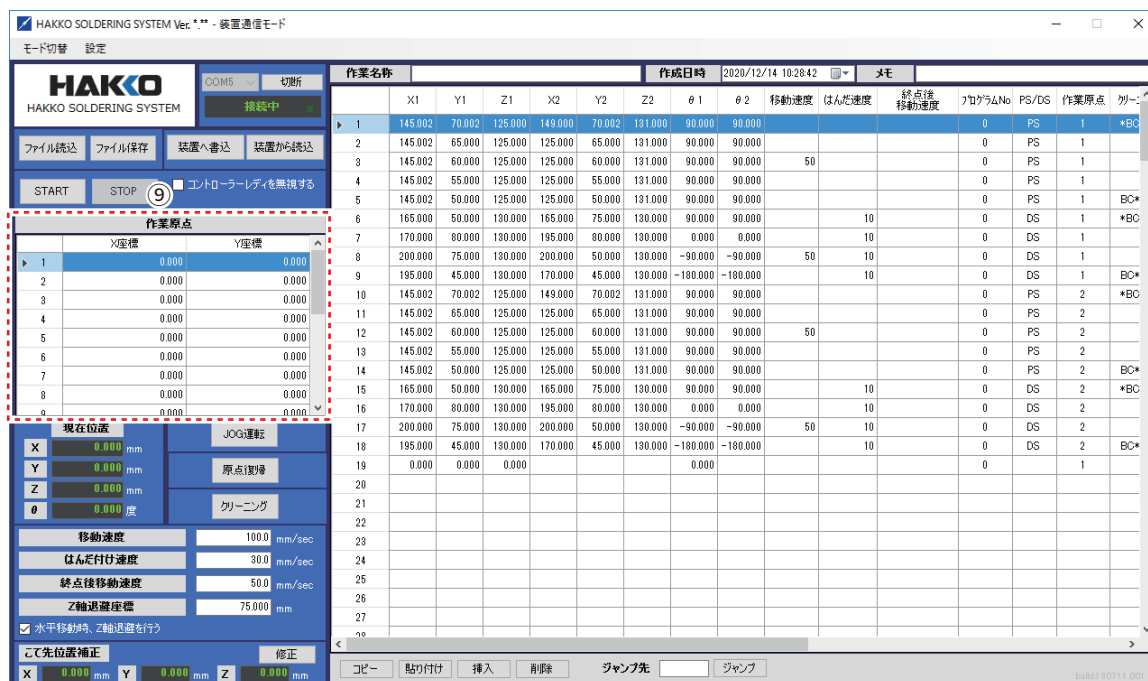 HAKKO SOLDERING SYSTEM Ver.*.** - 装置通信モード
モード切替 設定
HAKKO
HAKKO SOLDERING SYSTEM
COM5 切断
接続中
ファイル読込 ファイル保存 装置へ書込 装置から読込
START STOP コントローラーレディを無視する
⑨
作業原点
X座標 Y座標
1 0.000 0.000
2 0.000 0.000
3 0.000 0.000
4 0.000 0.000
5 0.000 0.000
6 0.000 0.000
7 0.000 0.000
8 0.000 0.000
9 0.000 0.000
現在位置
X 0.000 mm
Y 0.000 mm
Z 0.000 mm
θ 0.000 度
JOG運転
原点復帰
クリーニング
移動速度 100.0 mm/sec
はんだ付け速度 30.0 mm/sec
終点後移動速度 50.0 mm/sec
Z軸退避座標 75.000 mm
水平移動時、Z軸退避を行う
こて先位置補正 修正
X 0.000 mm Y 0.000 mm Z 0.000 mm
作業名称 作成日時 2020/12/14 10:28:42 メモ
X1 Y1 Z1 X2 Y2 Z2 θ1 θ2 移動速度 はんだ速度 終点後移動速度 プログラムNo PS/DS 作業原点 クリーニ
1 145.002 70.002 125.000 149.000 70.002 131.000 90.000 90.000 0 PS 1 *BC
2 145.002 65.000 125.000 125.000 65.000 131.000 90.000 90.000 0 PS 1
3 145.002 60.000 125.000 125.000 60.000 131.000 90.000 90.000 50 0 PS 1
4 145.002 55.000 125.000 125.000 55.000 131.000 90.000 90.000 0 PS 1
5 145.002 50.000 125.000 125.000 50.000 131.000 90.000 90.000 0 PS 1 BC*
6 165.000 50.000 130.000 165.000 75.000 130.000 90.000 90.000 10 0 DS 1 *BC
7 170.000 80.000 130.000 195.000 80.000 130.000 0.000 0.000 10 0 DS 1
8 200.000 75.000 130.000 200.000 50.000 130.000 -90.000 -90.000 50 10 0 DS 1
9 195.000 45.000 130.000 170.000 45.000 130.000 -180.000 -180.000 10 0 DS 1 BC*
10 145.002 70.002 125.000 149.000 70.002 131.000 90.000 90.000 0 PS 2 *BC
11 145.002 65.000 125.000 125.000 65.000 131.000 90.000 90.000 0 PS 2
12 145.002 60.000 125.000 125.000 60.000 131.000 90.000 90.000 50 0 PS 2
13 145.002 55.000 125.000 125.000 55.000 131.000 90.000 90.000 0 PS 2
14 145.002 50.000 125.000 125.000 50.000 131.000 90.000 90.000 0 PS 2 BC*
15 165.000 50.000 130.000 165.000 75.000 130.000 90.000 90.000 10 0 DS 2 *BC
16 170.000 80.000 130.000 195.000 80.000 130.000 0.000 0.000 10 0 DS 2
17 200.000 75.000 130.000 200.000 50.000 130.000 -90.000 -90.000 50 10 0 DS 2
18 195.000 45.000 130.000 170.000 45.000 130.000 -180.000 -180.000 10 0 DS 2 BC*
19 0.000 0.000 0.000 0.000 0 1
20
21
22
23
24
25
26
27
28
コピー 貼り付け 挿入 削除 ジャンプ先 ジャンプ
build.180711.001